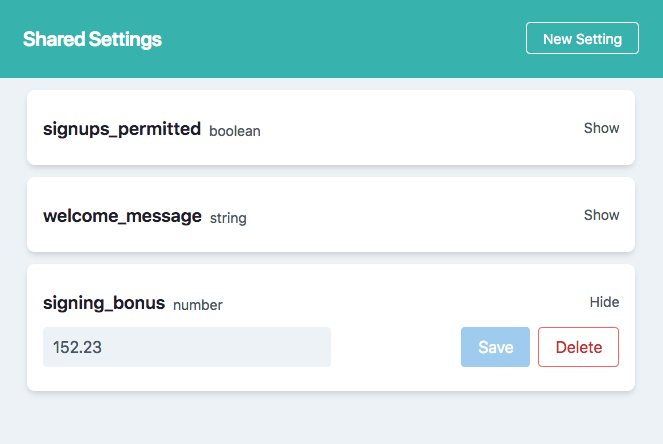 Shared Settings New Setting
signups_permitted boolean Show
welcome_message string Show
signing_bonus number Hide
152.23 Save Delete